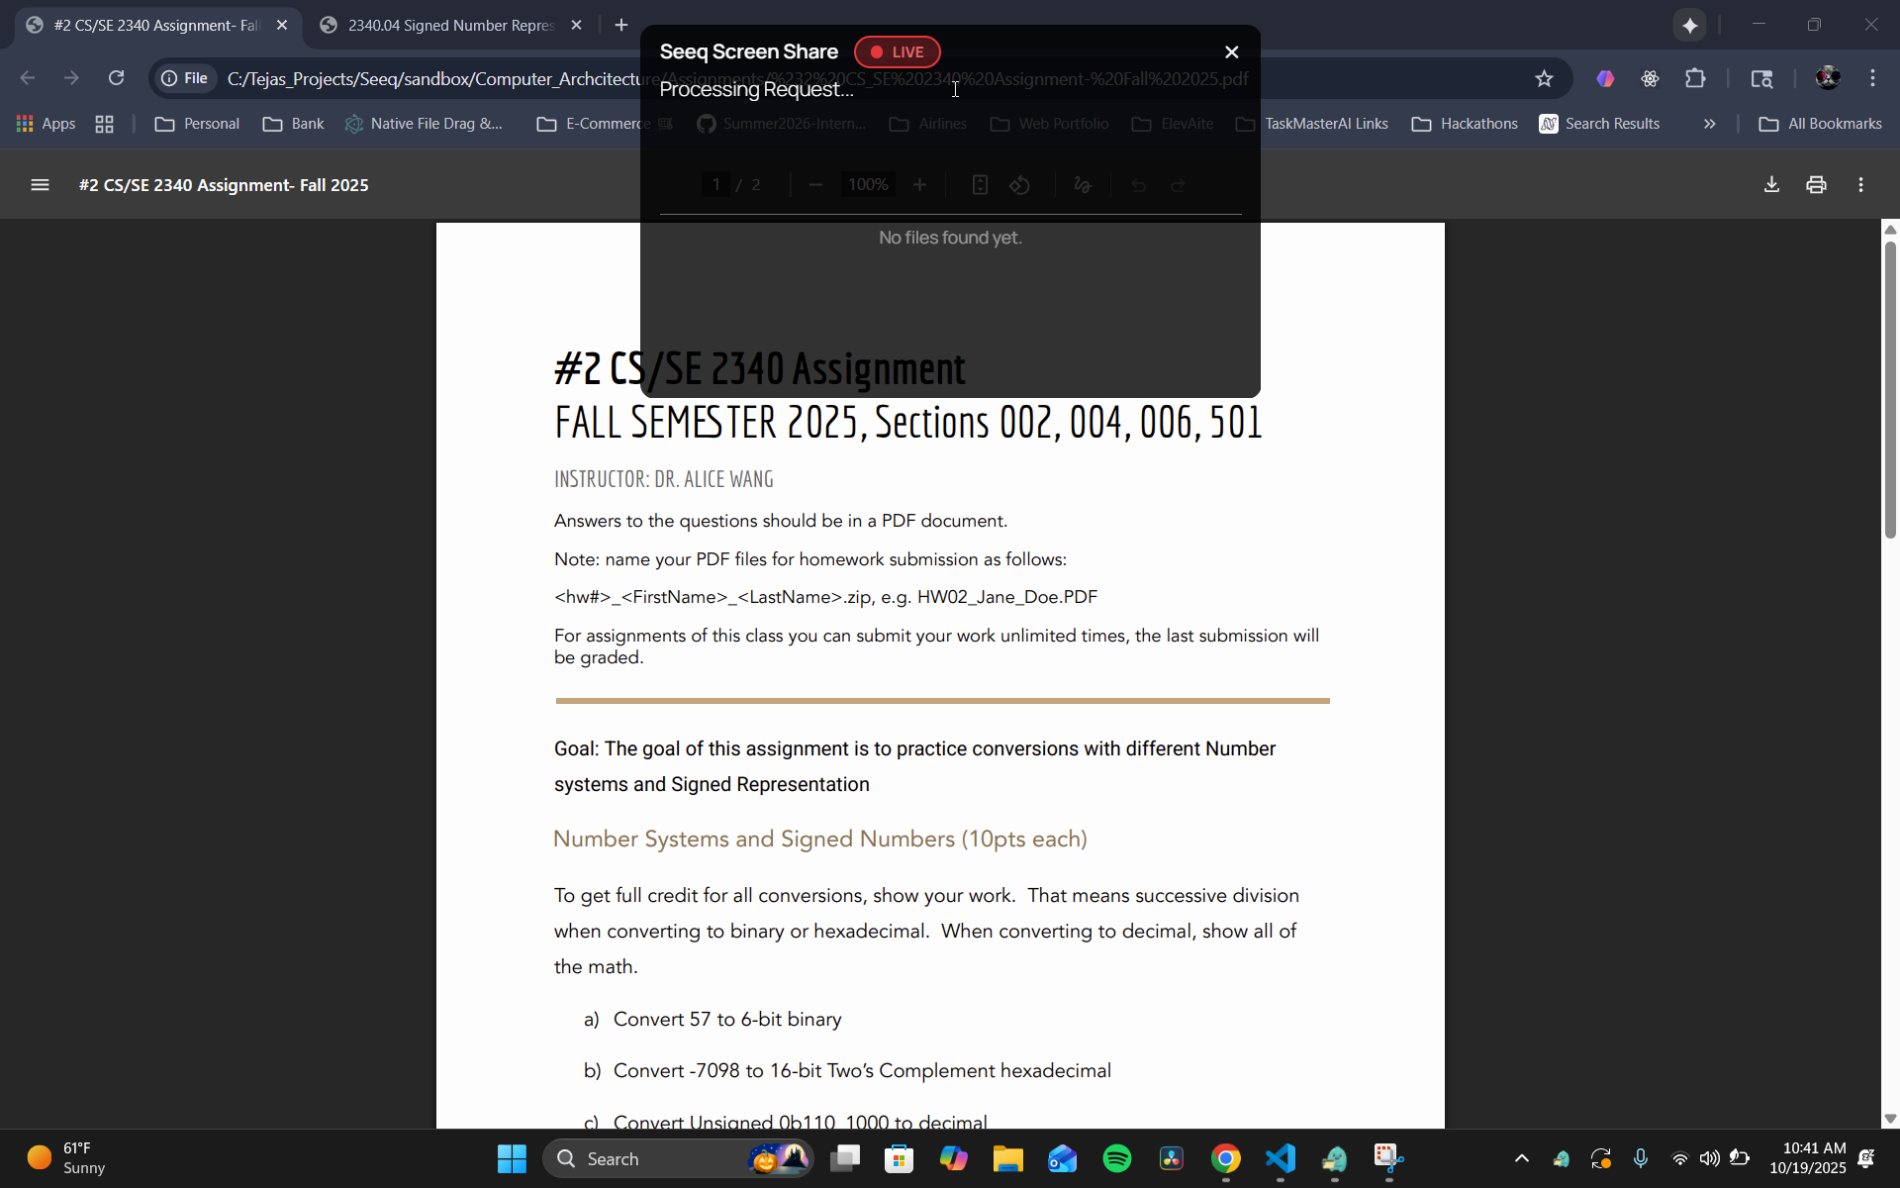 #2 CS/SE 2340 Assignment- Fal
2340.04 Signed Number Repres
Seeq Screen Share
LIVE
File
C:/Tejas_Projects/Seeq/sandbox/Computer_Archcitecture/Assignments/%232%20CS_SE%202340%20Assignment-%20Fall%202025.pdf
Processing Request...
Apps
Personal
Bank
Native File Drag &...
E-Commerce
Summer2026-Intern...
Airlines
Web Portfolio
ElevAite
TaskMasterAI Links
Hackathons
Search Results
»
All Bookmarks
#2 CS/SE 2340 Assignment- Fall 2025
1 / 2
100%
No files found yet.
#2 CS/SE 2340 Assignment
FALL SEMESTER 2025, Sections 002, 004, 006, 501
INSTRUCTOR: DR. ALICE WANG
Answers to the questions should be in a PDF document.
Note: name your PDF files for homework submission as follows:
<hw#>_<FirstName>_<LastName>.zip, e.g. HW02_Jane_Doe.PDF
For assignments of this class you can submit your work unlimited times, the last submission will
be graded.
Goal: The goal of this assignment is to practice conversions with different Number
systems and Signed Representation
Number Systems and Signed Numbers (10pts each)
To get full credit for all conversions, show your work. That means successive division
when converting to binary or hexadecimal. When converting to decimal, show all of
the math.
a) Convert 57 to 6-bit binary
b) Convert -7098 to 16-bit Two's Complement hexadecimal
c) Convert Unsigned 0b110_1000 to decimal
61°F
Sunny
Search
10:41 AM
10/19/2025